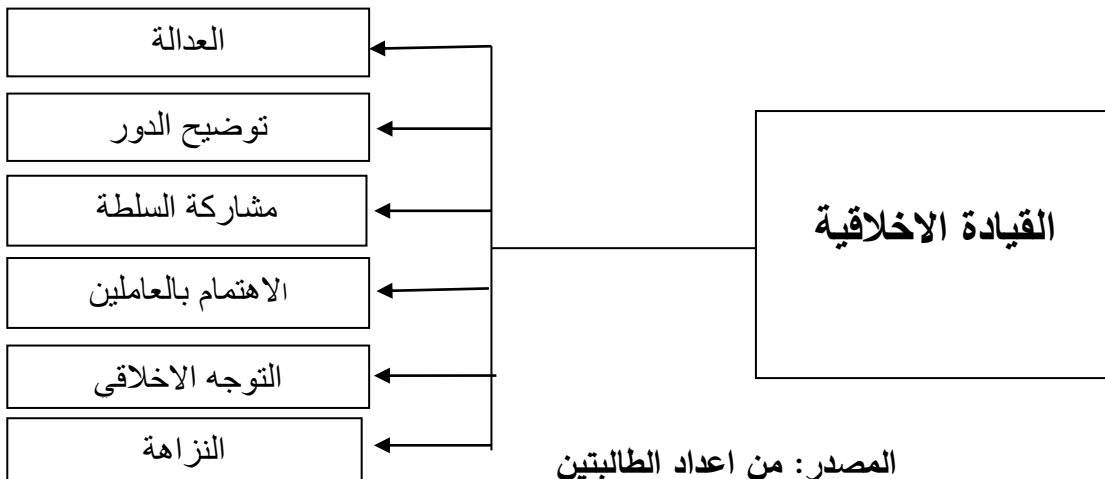 القيادة الاخلاقية
العدالة
توضيح الدور
مشاركة السلطة
الاهتمام بالعاملين
التوجه الاخلاقي
النزاهة
المصدر: من اعداد الطالبتين